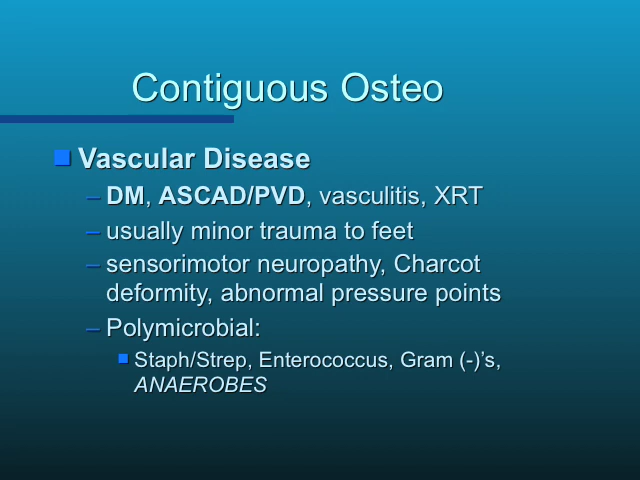 Contiguous Osteo
Vascular Disease
– DM, ASCAD/PVD, vasculitis, XRT
– usually minor trauma to feet
– sensorimotor neuropathy, Charcot
deformity, abnormal pressure points
– Polymicrobial:
Staph/Strep, Enterococcus, Gram (-)’s,
ANAEROBES